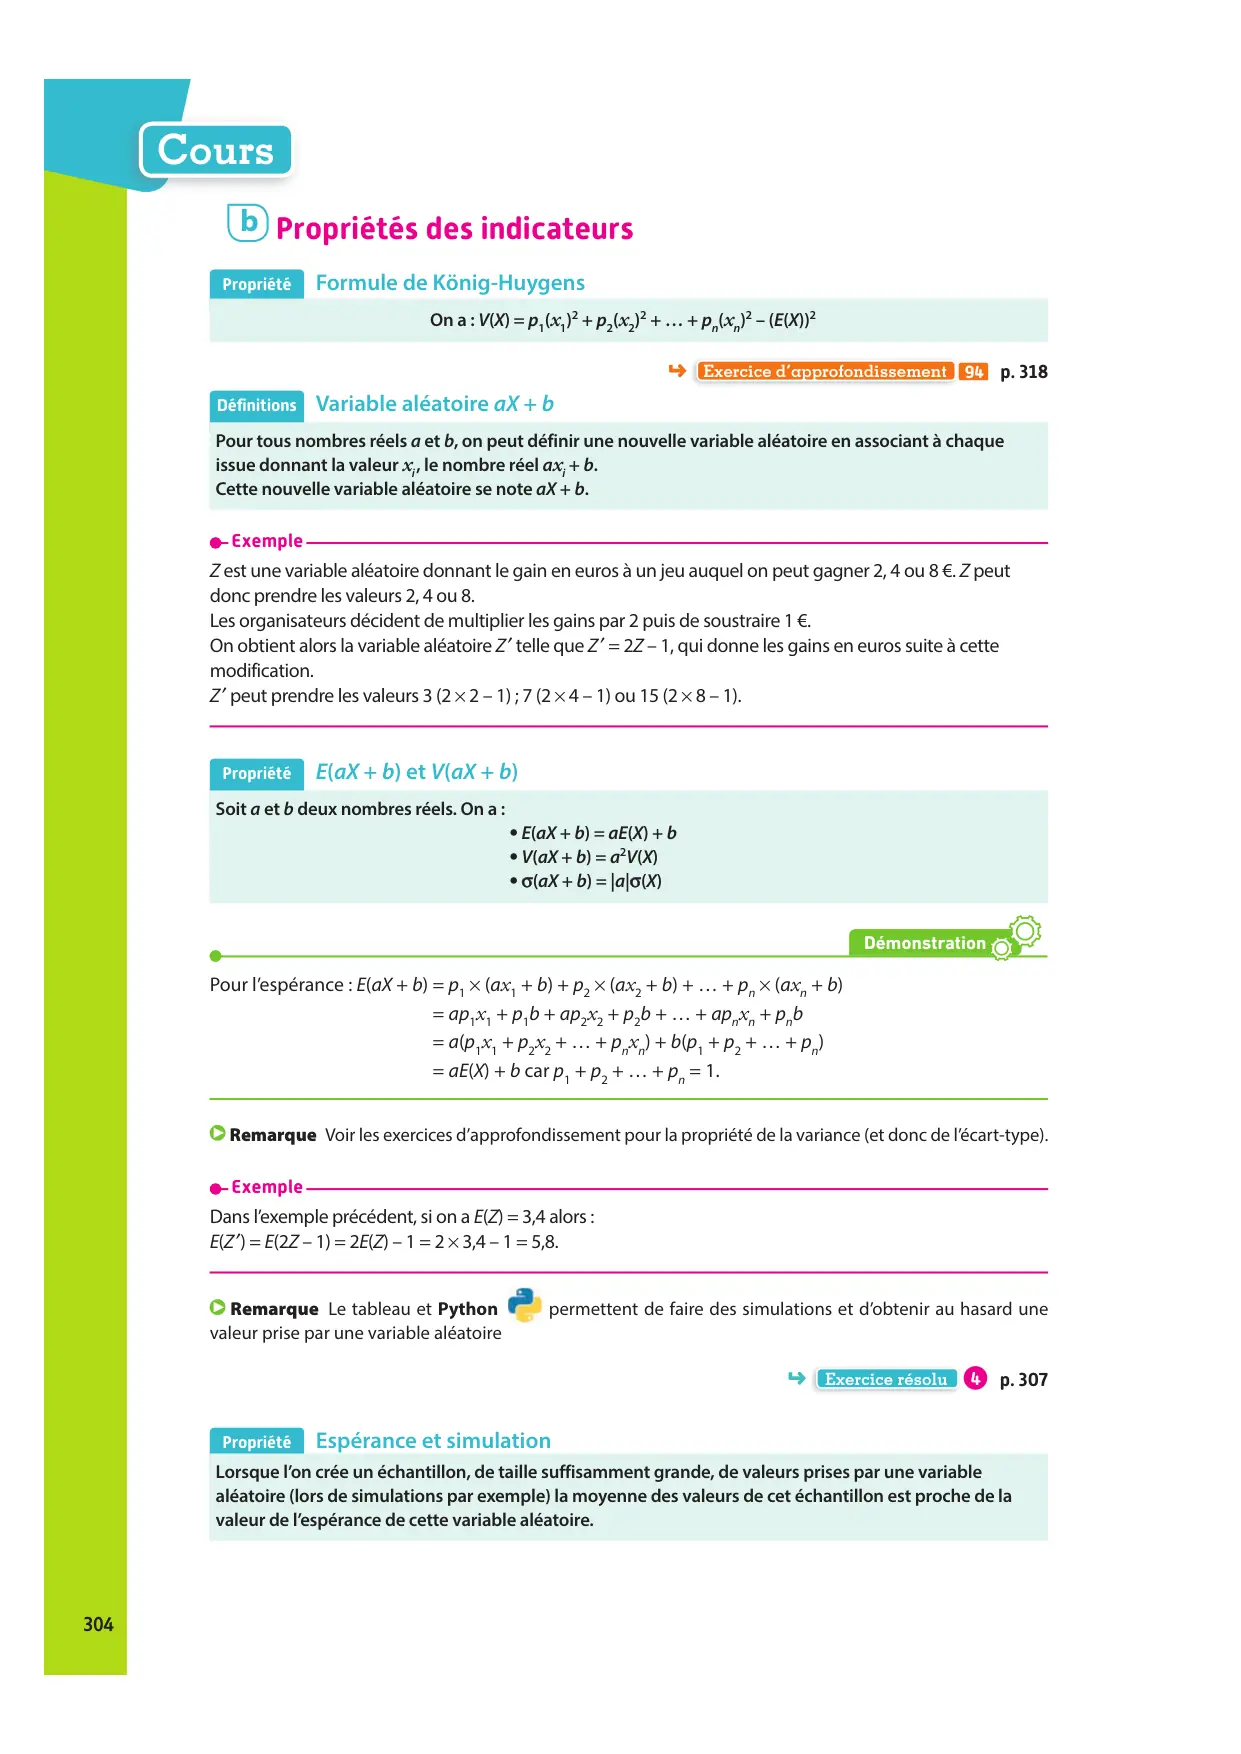 Cours
b Propriétés des indicateurs
Propriété Formule de König-Huygens
On a : V(X) = p₁(x₁)² + p₂(x₂)² + … + pₙ(xₙ)² – (E(X))²
↪ Exercice d’approfondissement 94 p. 318
Définitions Variable aléatoire aX + b
Pour tous nombres réels a et b, on peut définir une nouvelle variable aléatoire en associant à chaque
issue donnant la valeur xᵢ, le nombre réel axᵢ + b.
Cette nouvelle variable aléatoire se note aX + b.
Exemple
Z est une variable aléatoire donnant le gain en euros à un jeu auquel on peut gagner 2, 4 ou 8 €. Z peut
donc prendre les valeurs 2, 4 ou 8.
Les organisateurs décident de multiplier les gains par 2 puis de soustraire 1 €.
On obtient alors la variable aléatoire Z′ telle que Z′ = 2Z – 1, qui donne les gains en euros suite à cette
modification.
Z′ peut prendre les valeurs 3 (2 × 2 – 1) ; 7 (2 × 4 – 1) ou 15 (2 × 8 – 1).
Propriété E(aX + b) et V(aX + b)
Soit a et b deux nombres réels. On a :
• E(aX + b) = aE(X) + b
• V(aX + b) = a²V(X)
• σ(aX + b) = |a|σ(X)
Démonstration
Pour l’espérance : E(aX + b) = p₁ × (ax₁ + b) + p₂ × (ax₂ + b) + … + pₙ × (axₙ + b)
= ap₁x₁ + p₁b + ap₂x₂ + p₂b + … + apₙxₙ + pₙb
= a(p₁x₁ + p₂x₂ + … + pₙxₙ) + b(p₁ + p₂ + … + pₙ)
= aE(X) + b car p₁ + p₂ + … + pₙ = 1.
Remarque Voir les exercices d’approfondissement pour la propriété de la variance (et donc de l’écart-type).
Exemple
Dans l’exemple précédent, si on a E(Z) = 3,4 alors :
E(Z′) = E(2Z – 1) = 2E(Z) – 1 = 2 × 3,4 – 1 = 5,8.
Remarque Le tableau et Python permettent de faire des simulations et d’obtenir au hasard une
valeur prise par une variable aléatoire
↪ Exercice résolu 4 p. 307
Propriété Espérance et simulation
Lorsque l’on crée un échantillon, de taille suffisamment grande, de valeurs prises par une variable
aléatoire (lors de simulations par exemple) la moyenne des valeurs de cet échantillon est proche de la
valeur de l’espérance de cette variable aléatoire.
304